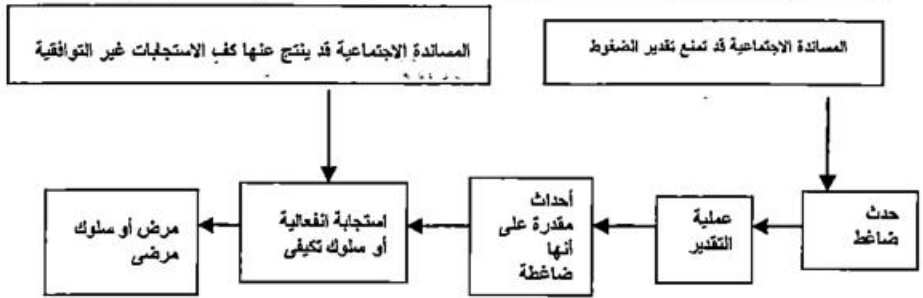 المساندة الاجتماعية قد تمنع تقدير الضغوط
المساندة الاجتماعية قد ينتج عنها كف الاستجابات غير التوافقية
حدث
ضاغط
عملية
التقدير
أحداث
مقدرة على
أنها
ضاغطة
استجابة انفعالية
أو سلوك تكيفى
مرض أو سلوك
مرضى